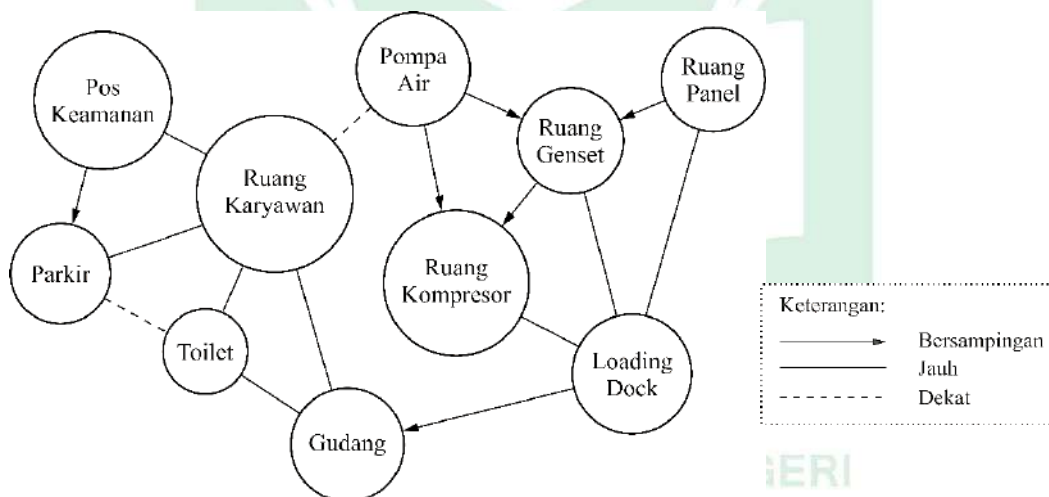 Pos
Keamanan
Pompa
Air
Ruang
Panel
Ruang
Genset
Ruang
Karyawan
Parkir
Ruang
Kompresor
Toilet
Loading
Dock
Gudang
Keterangan:
Bersampingan
Jauh
Dekat
GERI